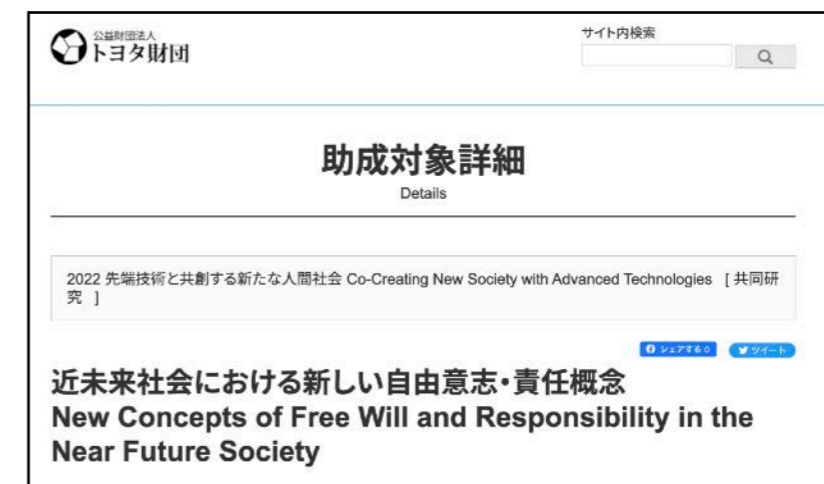 公益財団法人
トヨタ財団
サイト内検索
助成対象詳細
Details
2022 先端技術と共創する新たな人間社会 Co-Creating New Society with Advanced Technologies [ 共同研
究 ]
シェアする 0
ツイート
近未来社会における新しい自由意志・責任概念
New Concepts of Free Will and Responsibility in the
Near Future Society